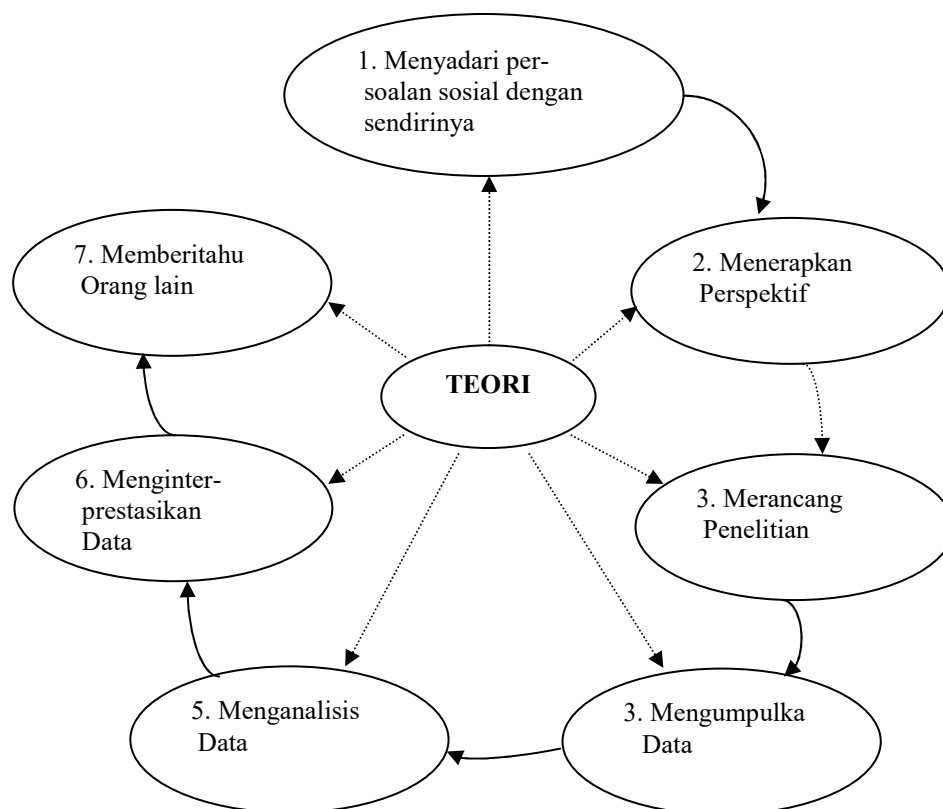 1. Menyadari per-
soalan sosial dengan
sendirinya
7. Memberitahu
Orang lain
2. Menerapkan
Perspektif
TEORI
6. Menginter-
prestasikan
Data
3. Merancang
Penelitian
5. Menganalisis
Data
3. Mengumpulka
Data